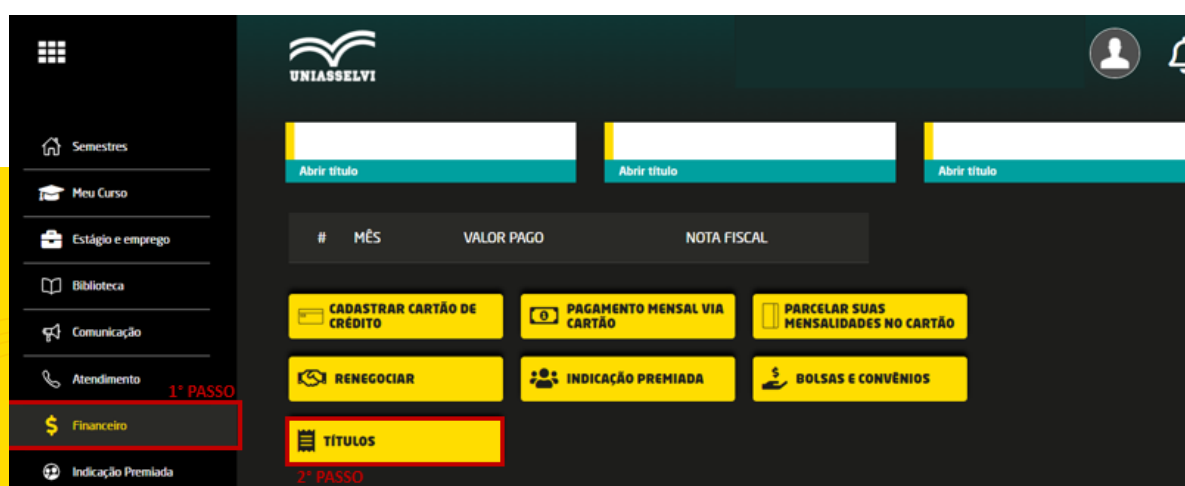 UNIASSELVI
Semestres
Meu Curso
Estágio e emprego
Biblioteca
Comunicação
Atendimento
1° PASSO
Financeiro
Indicação Premiada
Abrir título
Abrir título
Abrir título
# MÊS VALOR PAGO NOTA FISCAL
CADASTRAR CARTÃO DE
CRÉDITO
PAGAMENTO MENSAL VIA
CARTÃO
PARCELAR SUAS
MENSALIDADES NO CARTÃO
RENEGOCIAR
INDICAÇÃO PREMIADA
BOLSAS E CONVÊNIOS
TÍTULOS
2° PASSO